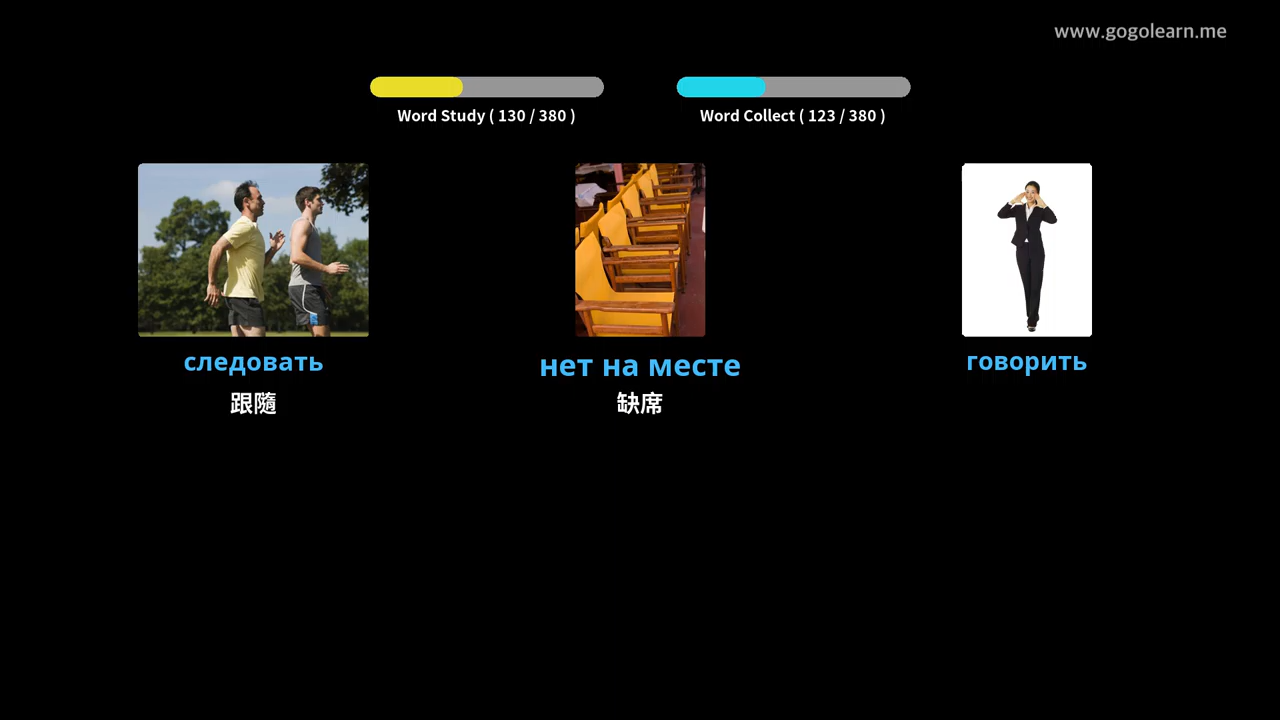 www.gogolearn.me
Word Study ( 130 / 380 )
Word Collect ( 123 / 380 )
следовать
跟隨
нет на месте
缺席
говорить